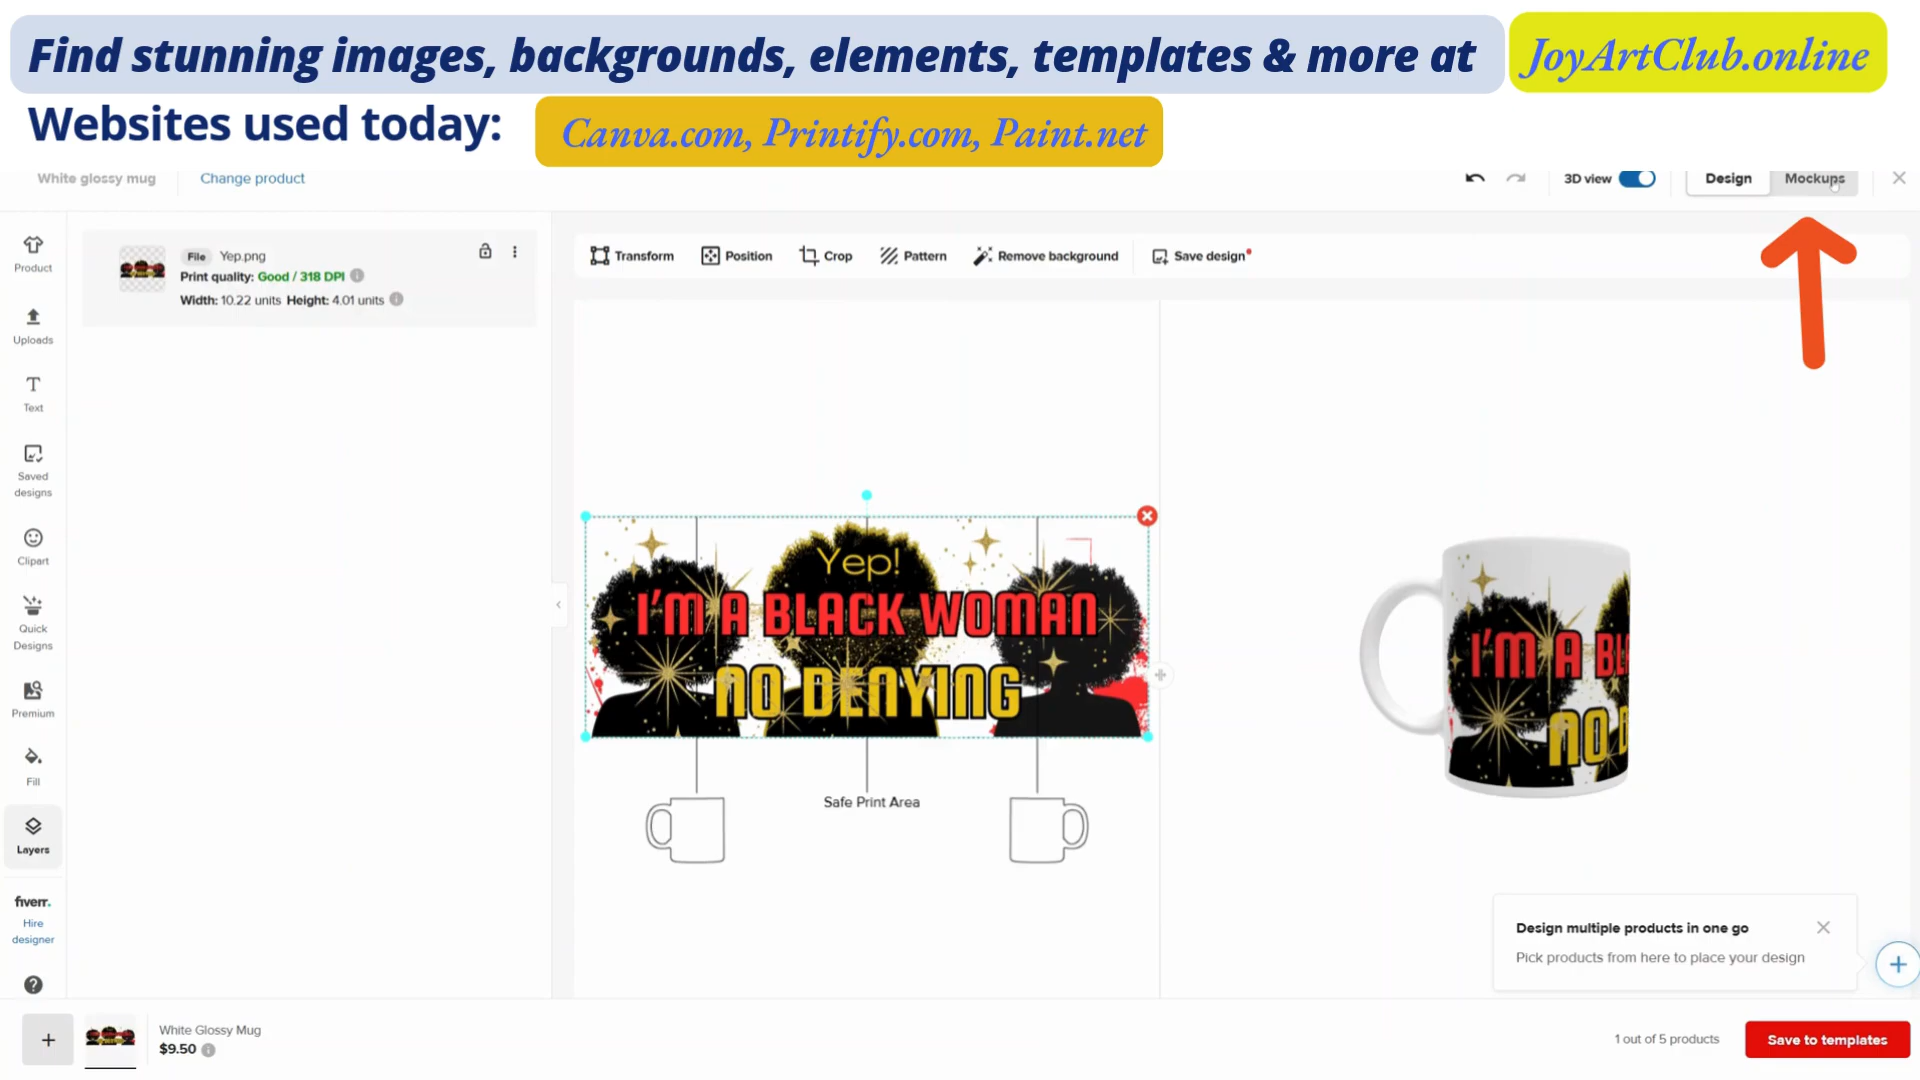 Find stunning images, backgrounds, elements, templates & more at JoyArtClub.online
Websites used today: Canva.com, Printify.com, Paint.net
White glossy mug Change product 3D view Design Mockups
Product
Uploads
Text
Saved designs
Clipart
Quick Designs
Premium
Fill
Layers
fiverr.
Hire designer
File Yep.png
Print quality: Good / 318 DPI
Width: 10.22 units Height: 4.01 units
Transform Position Crop Pattern Remove background Save design
Yep!
I'M A BLACK WOMAN
NO DENYING
Safe Print Area
I'M A BL
NO D
Design multiple products in one go
Pick products from here to place your design
White Glossy Mug
$9.50
1 out of 5 products Save to templates